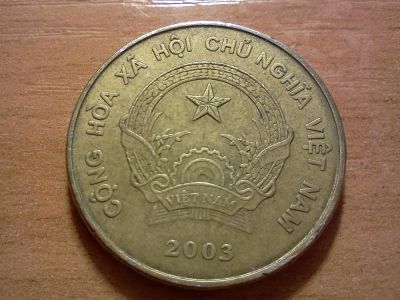 CỘNG HÒA XÃ HỘI CHỦ NGHĨA VIỆT NAM
VIỆT NAM
2003